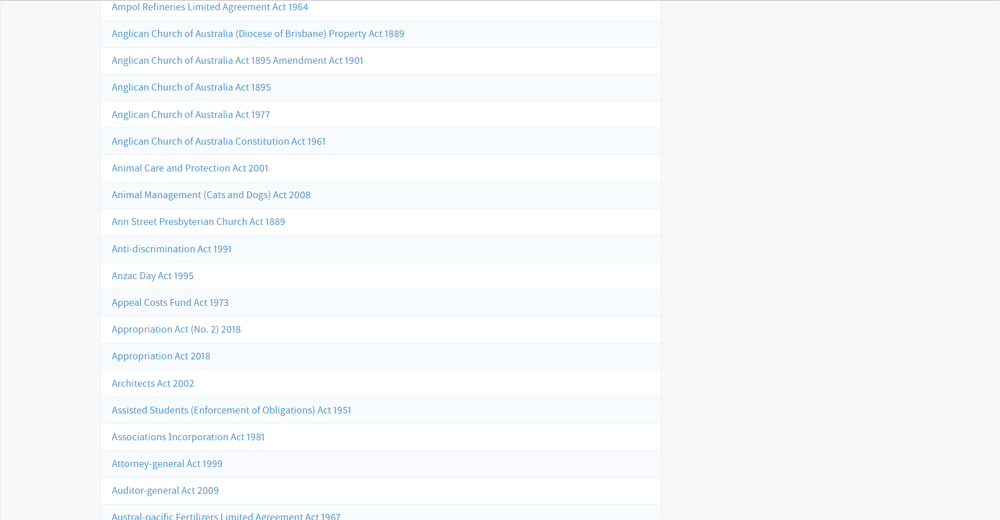 Ampol Refineries Limited Agreement Act 1964
Anglican Church of Australia (Diocese of Brisbane) Property Act 1889
Anglican Church of Australia Act 1895 Amendment Act 1901
Anglican Church of Australia Act 1895
Anglican Church of Australia Act 1977
Anglican Church of Australia Constitution Act 1961
Animal Care and Protection Act 2001
Animal Management (Cats and Dogs) Act 2008
Ann Street Presbyterian Church Act 1889
Anti-discrimination Act 1991
Anzac Day Act 1995
Appeal Costs Fund Act 1973
Appropriation Act (No. 2) 2018
Appropriation Act 2018
Architects Act 2002
Assisted Students (Enforcement of Obligations) Act 1951
Associations Incorporation Act 1981
Attorney-general Act 1999
Auditor-general Act 2009
Austral-pacific Fertilizers Limited Agreement Act 1967